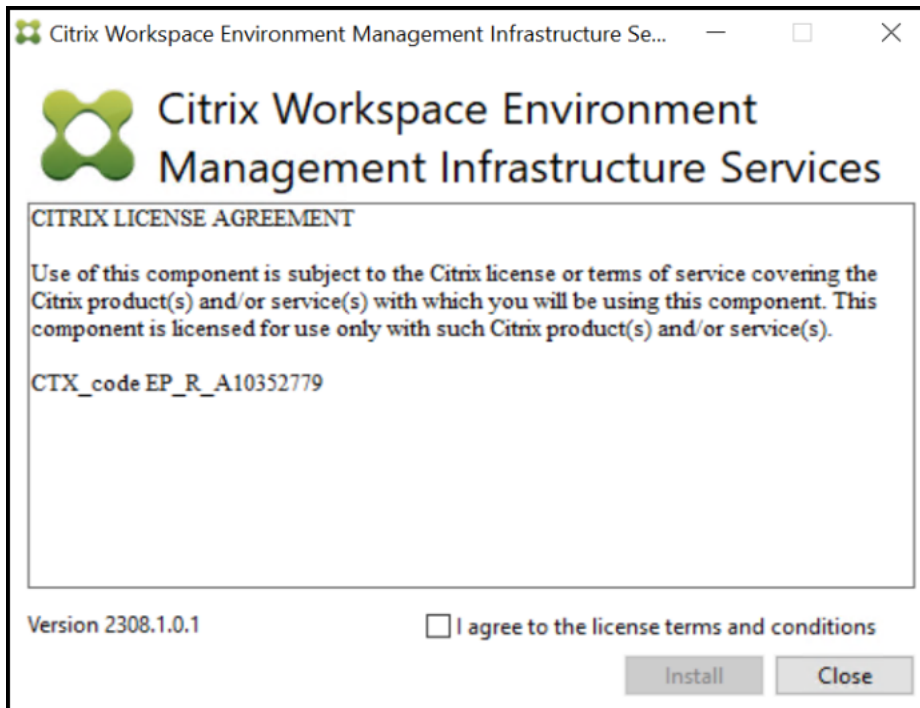 Citrix Workspace Environment Management Infrastructure Se...
Citrix Workspace Environment
Management Infrastructure Services
CITRIX LICENSE AGREEMENT
Use of this component is subject to the Citrix license or terms of service covering the
Citrix product(s) and/or service(s) with which you will be using this component. This
component is licensed for use only with such Citrix product(s) and/or service(s).
CTX_code EP_R_A10352779
Version 2308.1.0.1
I agree to the license terms and conditions
Install
Close